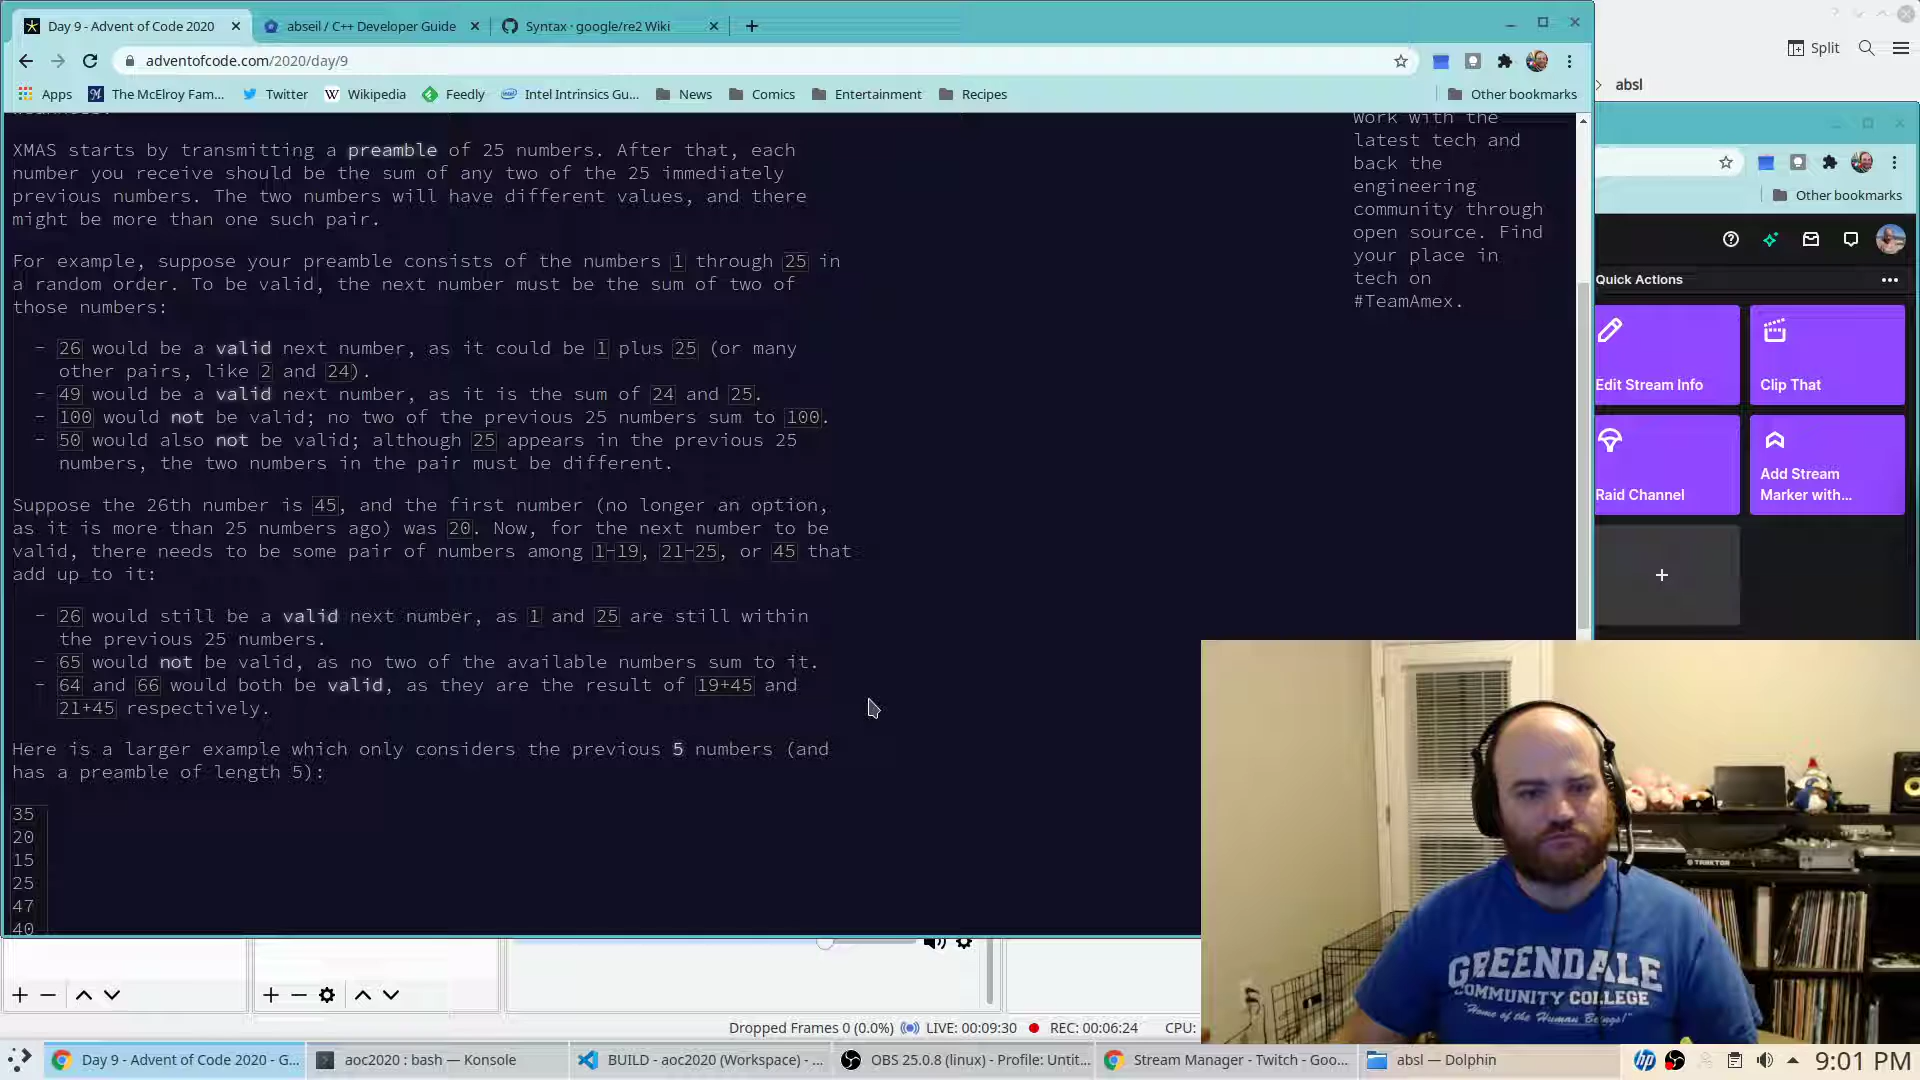 Day 9 - Advent of Code 2020
abseil / C++ Developer Guide
Syntax · google/re2 Wiki
Split
adventofcode.com/2020/day/9
absl
Apps
The McElroy Fam...
Twitter
Wikipedia
Feedly
Intel Intrinsics Gu...
News
Comics
Entertainment
Recipes
Other bookmarks
XMAS starts by transmitting a preamble of 25 numbers. After that, each
number you receive should be the sum of any two of the 25 immediately
previous numbers. The two numbers will have different values, and there
might be more than one such pair.
For example, suppose your preamble consists of the numbers 1 through 25 in
a random order. To be valid, the next number must be the sum of two of
those numbers:
- 26 would be a valid next number, as it could be 1 plus 25 (or many
other pairs, like 2 and 24).
- 49 would be a valid next number, as it is the sum of 24 and 25.
- 100 would not be valid; no two of the previous 25 numbers sum to 100.
- 50 would also not be valid; although 25 appears in the previous 25
numbers, the two numbers in the pair must be different.
Suppose the 26th number is 45, and the first number (no longer an option,
as it is more than 25 numbers ago) was 20. Now, for the next number to be
valid, there needs to be some pair of numbers among 1-19, 21-25, or 45 that
add up to it:
- 26 would still be a valid next number, as 1 and 25 are still within
the previous 25 numbers.
- 65 would not be valid, as no two of the available numbers sum to it.
- 64 and 66 would both be valid, as they are the result of 19+45 and
21+45 respectively.
Here is a larger example which only considers the previous 5 numbers (and
has a preamble of length 5):
35
20
15
25
47
40
Work with the
latest tech and
back the
engineering
community through
open source. Find
your place in
tech on
#TeamAmex.
Other bookmarks
Quick Actions
Edit Stream Info
Clip That
Raid Channel
Add Stream
Marker with...
GREENDALE
COMMUNITY COLLEGE
"Home of the Human Beings!"
TRAKTOR
Dropped Frames 0 (0.0%)
LIVE: 00:09:30
REC: 00:06:24
CPU:
Day 9 - Advent of Code 2020 - G...
aoc2020 : bash — Konsole
BUILD - aoc2020 (Workspace) - ...
OBS 25.0.8 (linux) - Profile: Untit...
Stream Manager - Twitch - Goo...
absl — Dolphin
hp
9:01 PM